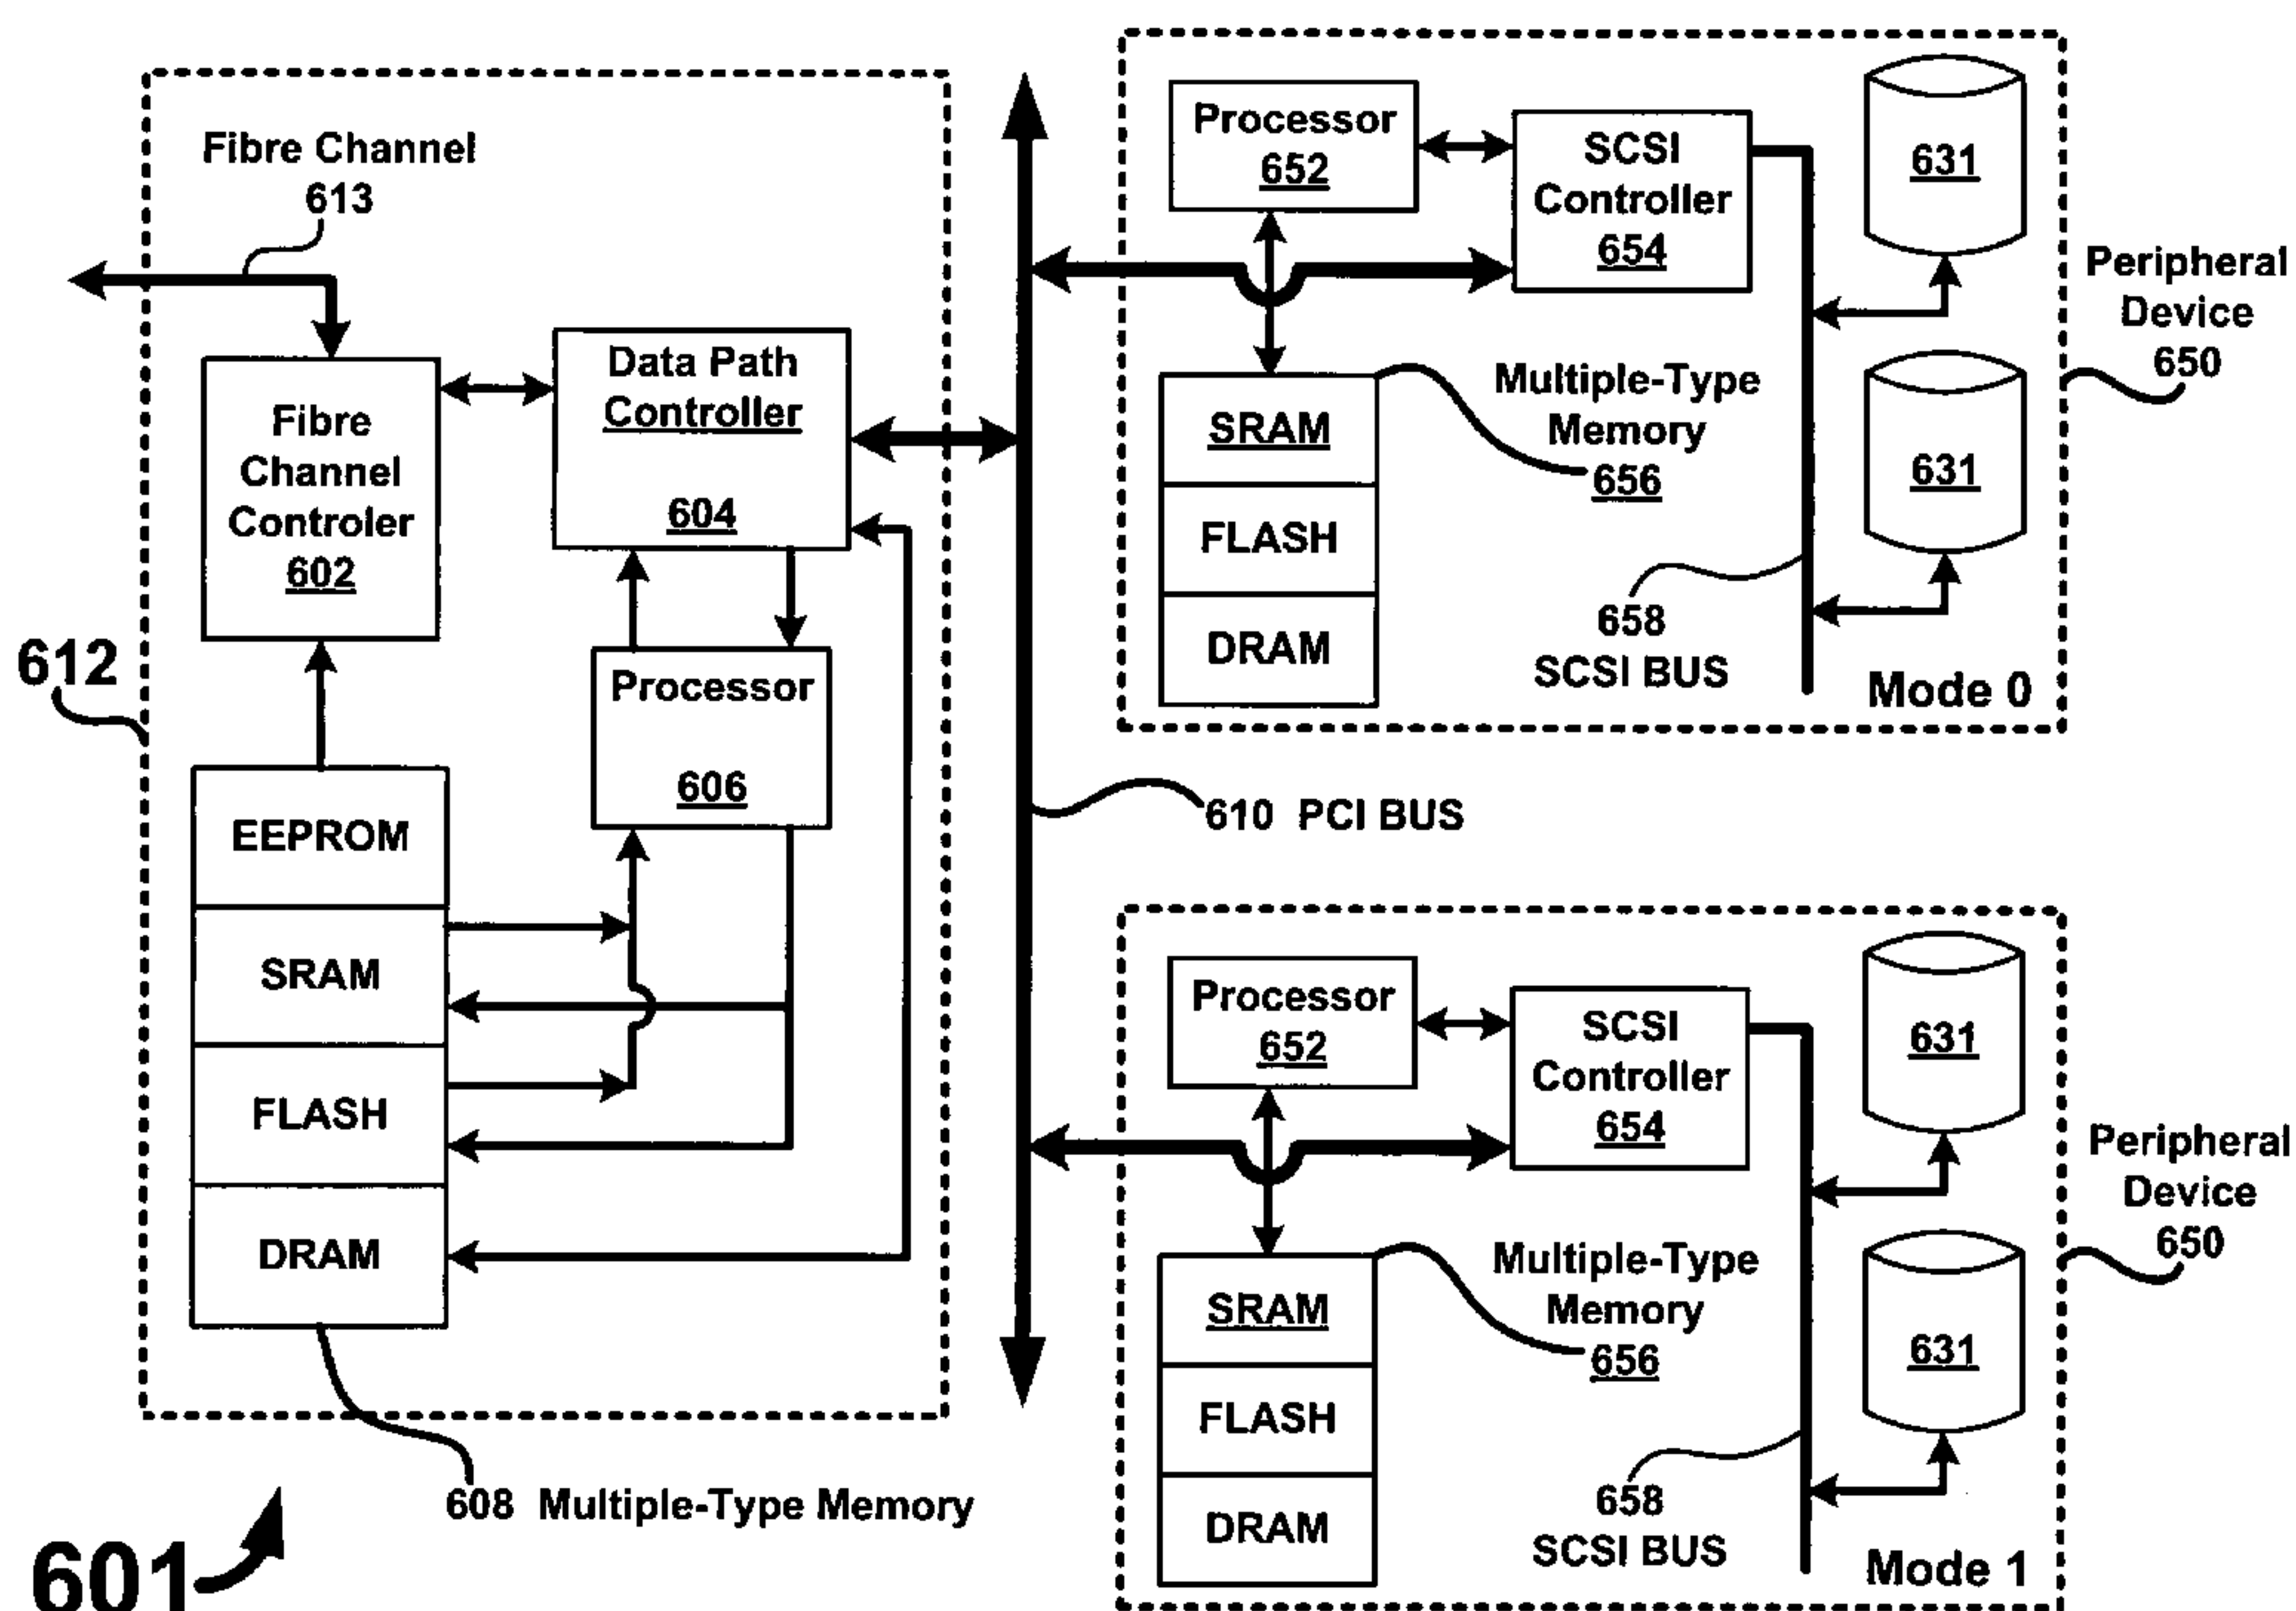 Fibre Channel
613
Fibre
Channel
Controler
602
Data Path
Controller
604
Processor
606
612
EEPROM
SRAM
FLASH
DRAM
608 Multiple-Type Memory
601
610 PCI BUS
Processor
652
SCSI
Controller
654
631
631
Multiple-Type
Memory
656
SRAM
FLASH
DRAM
658
SCSI BUS
Mode 0
Peripheral
Device
650
Processor
652
SCSI
Controller
654
631
631
Multiple-Type
Memory
656
SRAM
FLASH
DRAM
658
SCSI BUS
Mode 1
Peripheral
Device
650